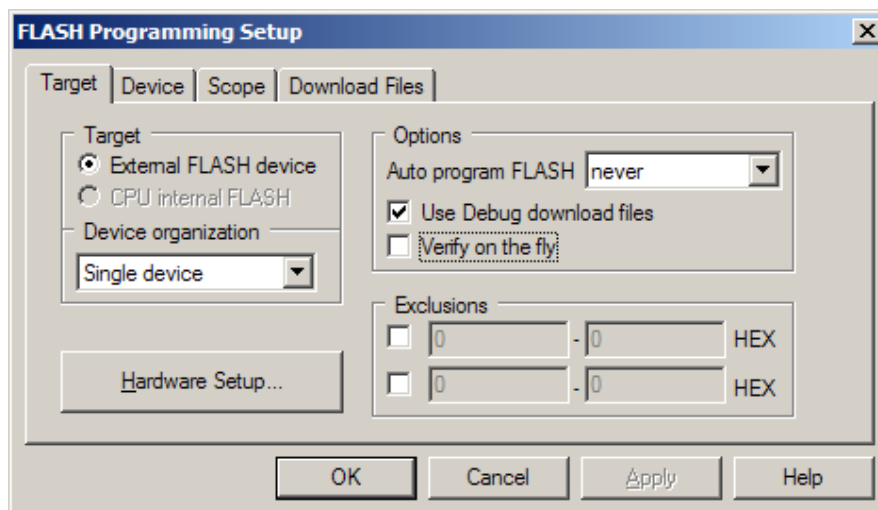 FLASH Programming Setup
Target Device Scope Download Files
Target
External FLASH device
CPU internal FLASH
Device organization
Single device
Hardware Setup...
Options
Auto program FLASH never
Use Debug download files
Verify on the fly
Exclusions
0 - 0 HEX
0 - 0 HEX
OK Cancel Apply Help